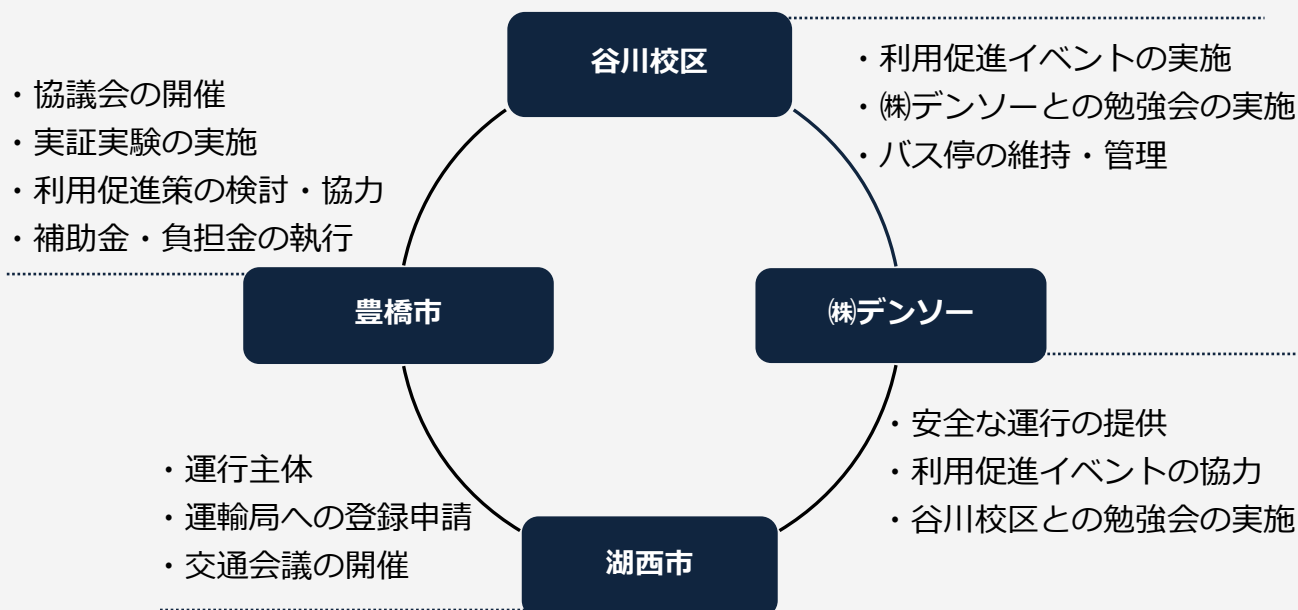 谷川校区
・利用促進イベントの実施
・㈱デンソーとの勉強会の実施
・バス停の維持・管理
・協議会の開催
・実証実験の実施
・利用促進策の検討・協力
・補助金・負担金の執行
豊橋市
㈱デンソー
・安全な運行の提供
・利用促進イベントの協力
・谷川校区との勉強会の実施
・運行主体
・運輸局への登録申請
・交通会議の開催
湖西市